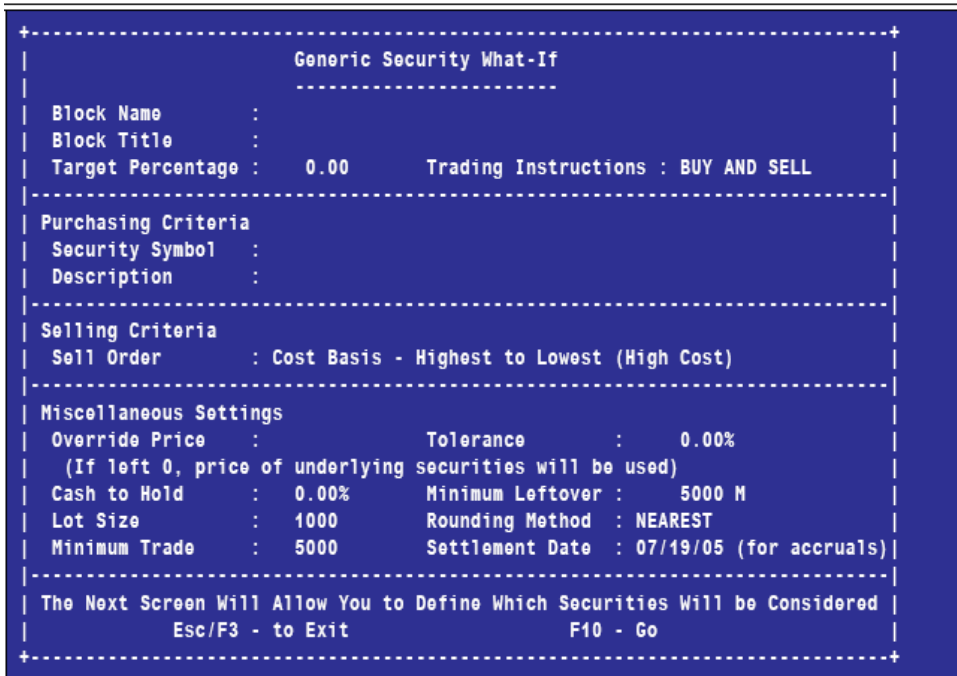 Generic Security What-If
Block Name :
Block Title :
Target Percentage : 0.00 Trading Instructions : BUY AND SELL
Purchasing Criteria
Security Symbol :
Description :
Selling Criteria
Sell Order : Cost Basis - Highest to Lowest (High Cost)
Miscellaneous Settings
Override Price : Tolerance : 0.00%
(If left 0, price of underlying securities will be used)
Cash to Hold : 0.00% Minimum Leftover : 5000 M
Lot Size : 1000 Rounding Method : NEAREST
Minimum Trade : 5000 Settlement Date : 07/19/05 (for accruals)
The Next Screen Will Allow You to Define Which Securities Will be Considered
Esc/F3 - to Exit F10 - Go